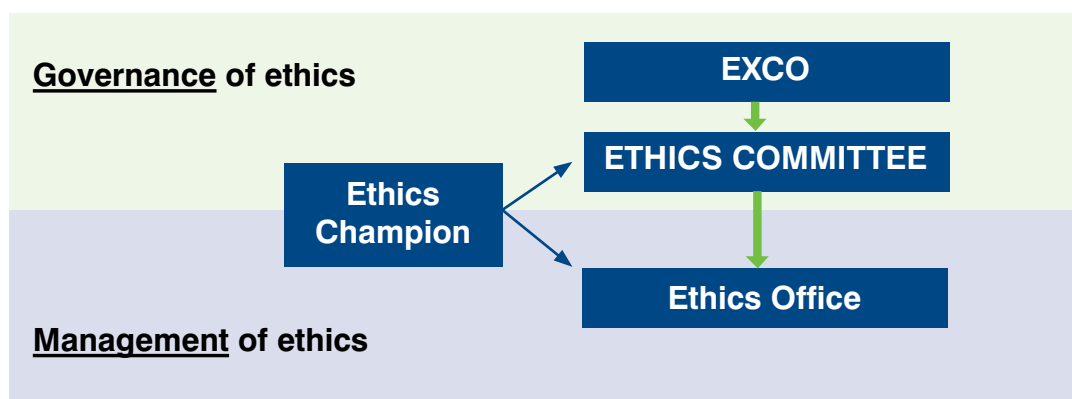 Governance of ethics
EXCO
ETHICS COMMITTEE
Ethics
Champion
Ethics Office
Management of ethics